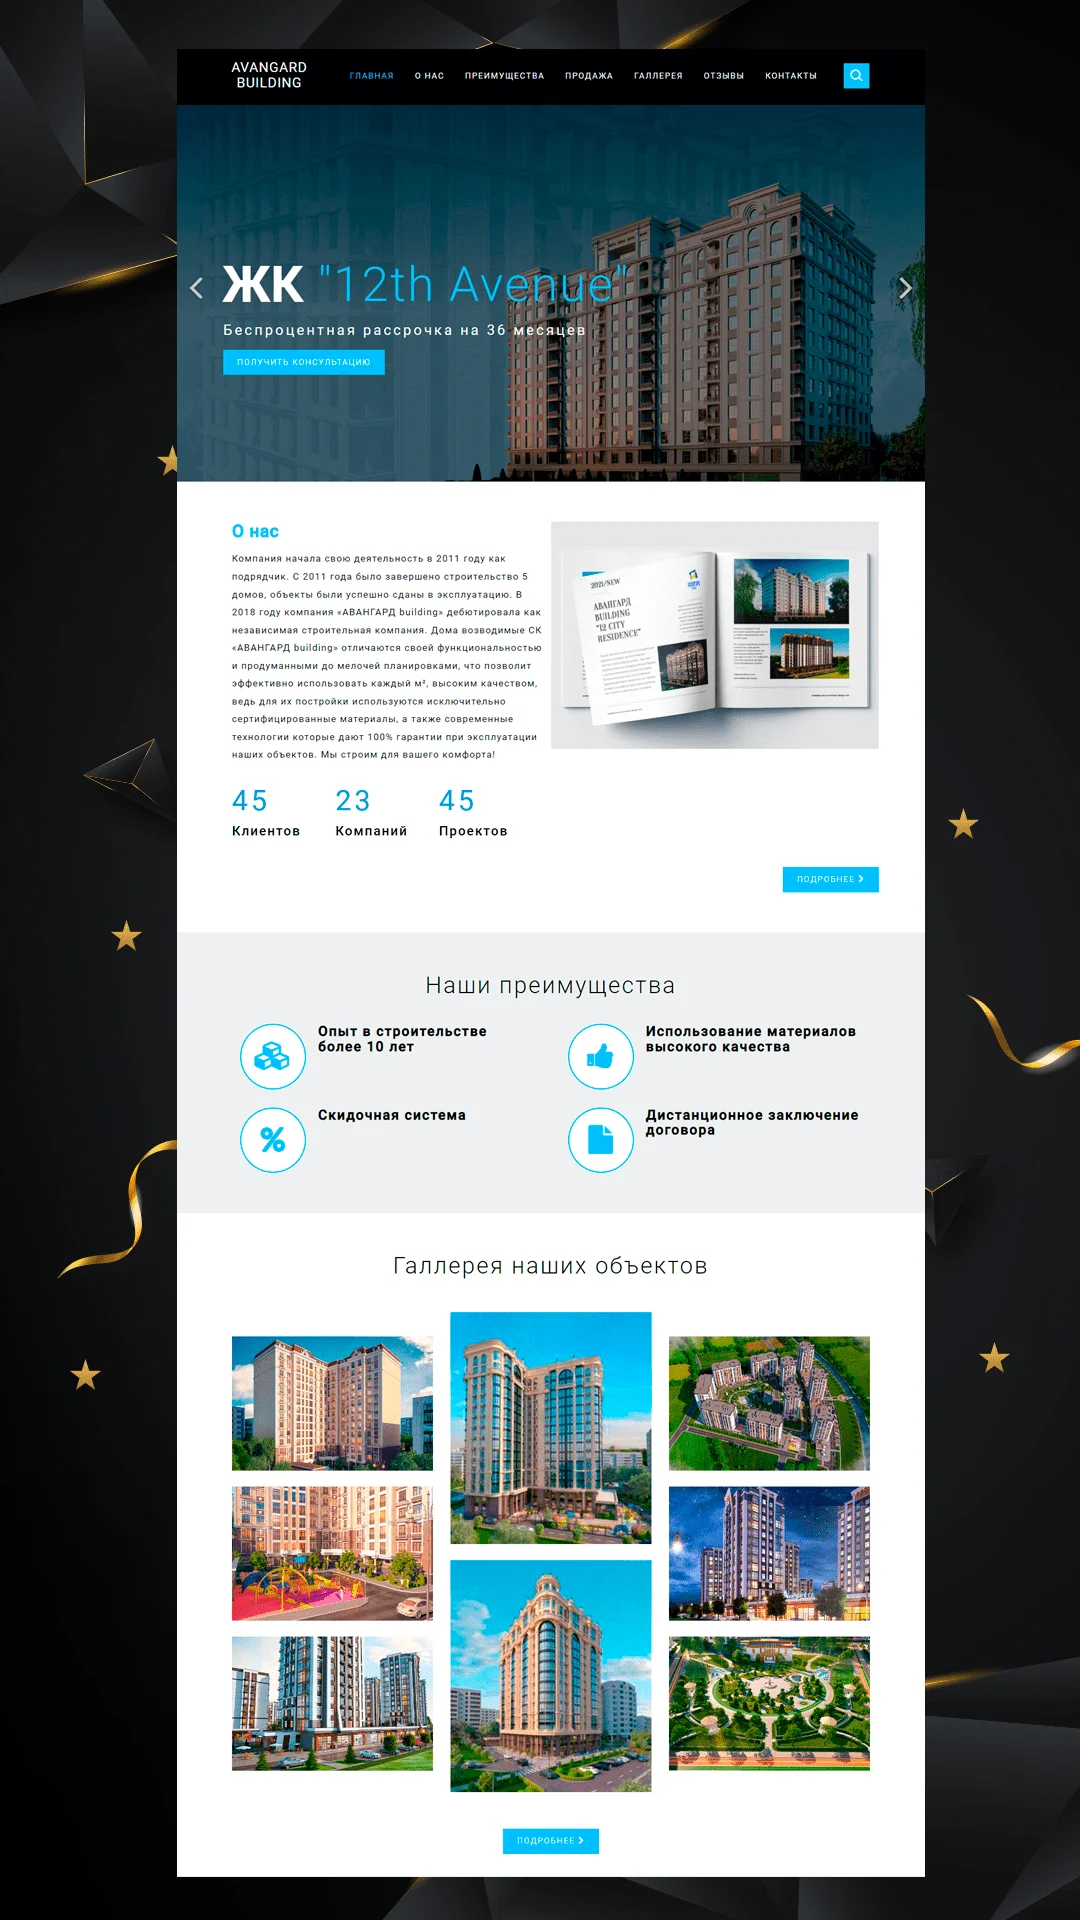 AVANGARD
BUILDING
ГЛАВНАЯ О НАС ПРЕИМУЩЕСТВА ПРОДАЖА ГАЛЛЕРЕЯ ОТЗЫВЫ КОНТАКТЫ
ЖК "12th Avenue"
Беспроцентная рассрочка на 36 месяцев
ПОЛУЧИТЬ КОНСУЛЬТАЦИЮ
О нас
Компания начала свою деятельность в 2011 году как
подрядчик. С 2011 года было завершено строительство 5
домов, объекты были успешно сданы в эксплуатацию. В
2018 году компания «АВАНГАРД building» дебютировала как
независимая строительная компания. Дома возводимые СК
«АВАНГАРД building» отличаются своей функциональностью
и продуманными до мелочей планировками, что позволит
эффективно использовать каждый м², высоким качеством,
ведь для их постройки используются исключительно
сертифицированные материалы, а также современные
технологии которые дают 100% гарантии при эксплуатации
наших объектов. Мы строим для вашего комфорта!
2021/NEW
АВАНГАРД
BUILDING
"12 CITY
RESIDENCE"
45 23 45
Клиентов Компаний Проектов
ПОДРОБНЕЕ
Наши преимущества
Опыт в строительстве
более 10 лет
Использование материалов
высокого качества
Скидочная система
Дистанционное заключение
договора
Галлерея наших объектов
ПОДРОБНЕЕ